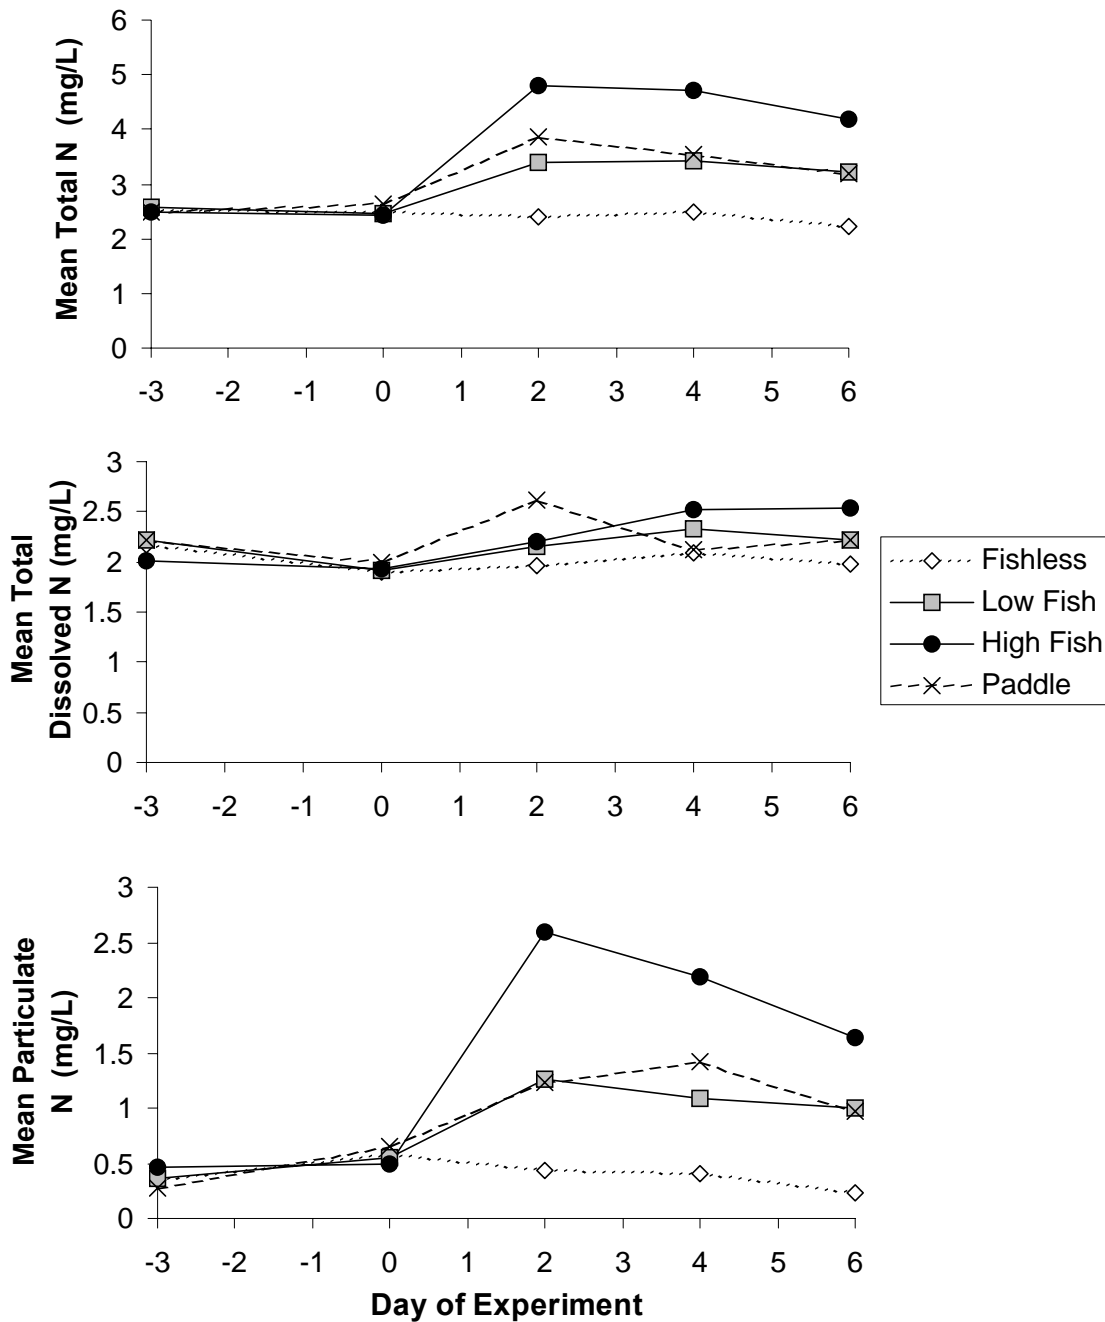 Mean Total N (mg/L)
6
5
4
3
2
1
0
-3 -2 -1 0 1 2 3 4 5 6
Mean Total
Dissolved N (mg/L)
3
2.5
2
1.5
1
0.5
0
-3 -2 -1 0 1 2 3 4 5 6
Fishless
Low Fish
High Fish
Paddle
Mean Particulate
N (mg/L)
3
2.5
2
1.5
1
0.5
0
-3 -2 -1 0 1 2 3 4 5 6
Day of Experiment